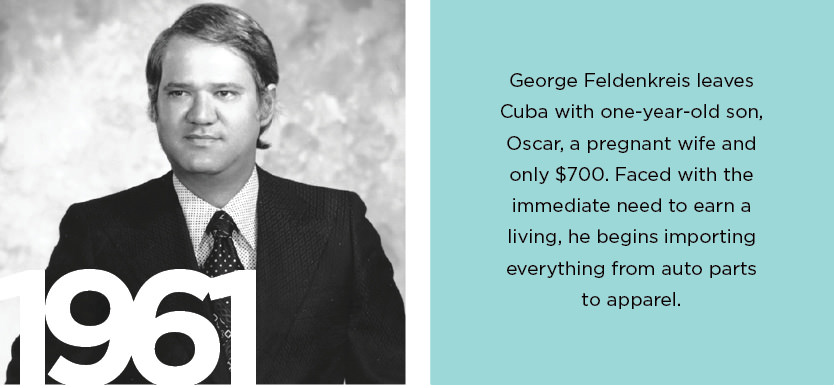 1961
George Feldenkreis leaves
Cuba with one-year-old son,
Oscar, a pregnant wife and
only $700. Faced with the
immediate need to earn a
living, he begins importing
everything from auto parts
to apparel.